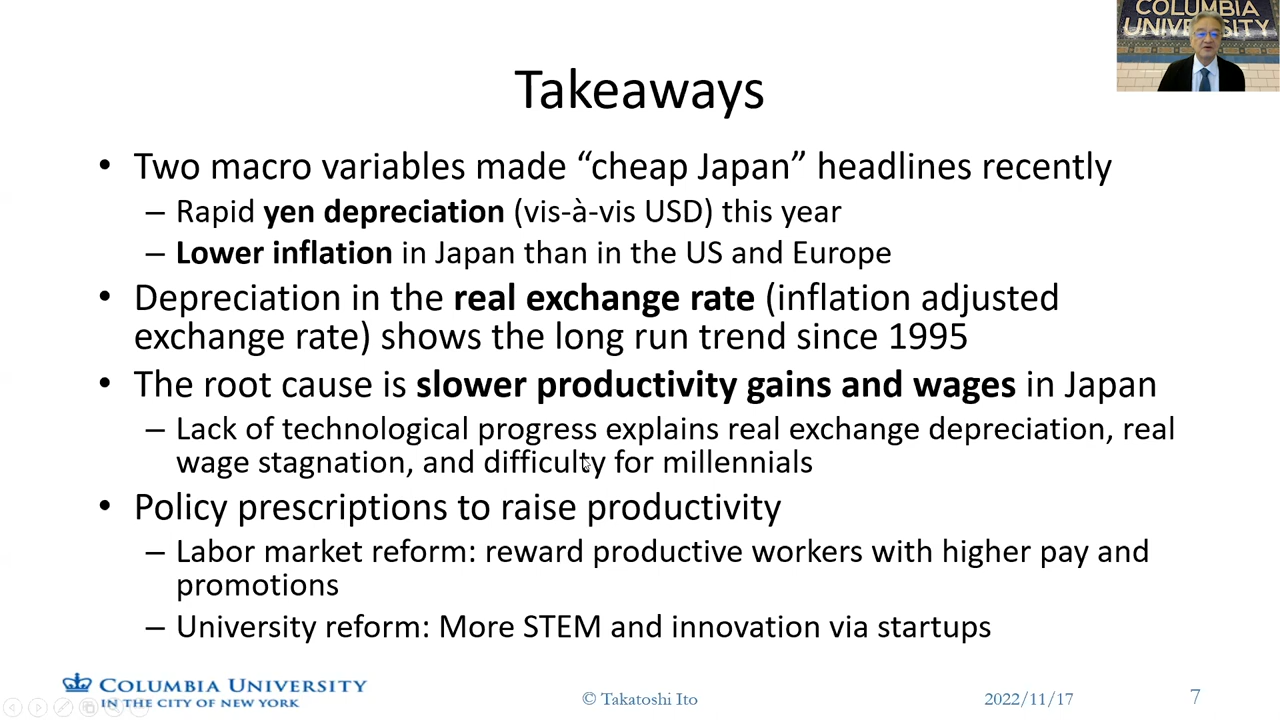 COLUMBIA
UNIVERSITY
Takeaways
• Two macro variables made “cheap Japan” headlines recently
– Rapid yen depreciation (vis-à-vis USD) this year
– Lower inflation in Japan than in the US and Europe
• Depreciation in the real exchange rate (inflation adjusted
exchange rate) shows the long run trend since 1995
• The root cause is slower productivity gains and wages in Japan
– Lack of technological progress explains real exchange depreciation, real
wage stagnation, and difficulty for millennials
• Policy prescriptions to raise productivity
– Labor market reform: reward productive workers with higher pay and
promotions
– University reform: More STEM and innovation via startups
COLUMBIA UNIVERSITY
IN THE CITY OF NEW YORK
© Takatoshi Ito
2022/11/17
7